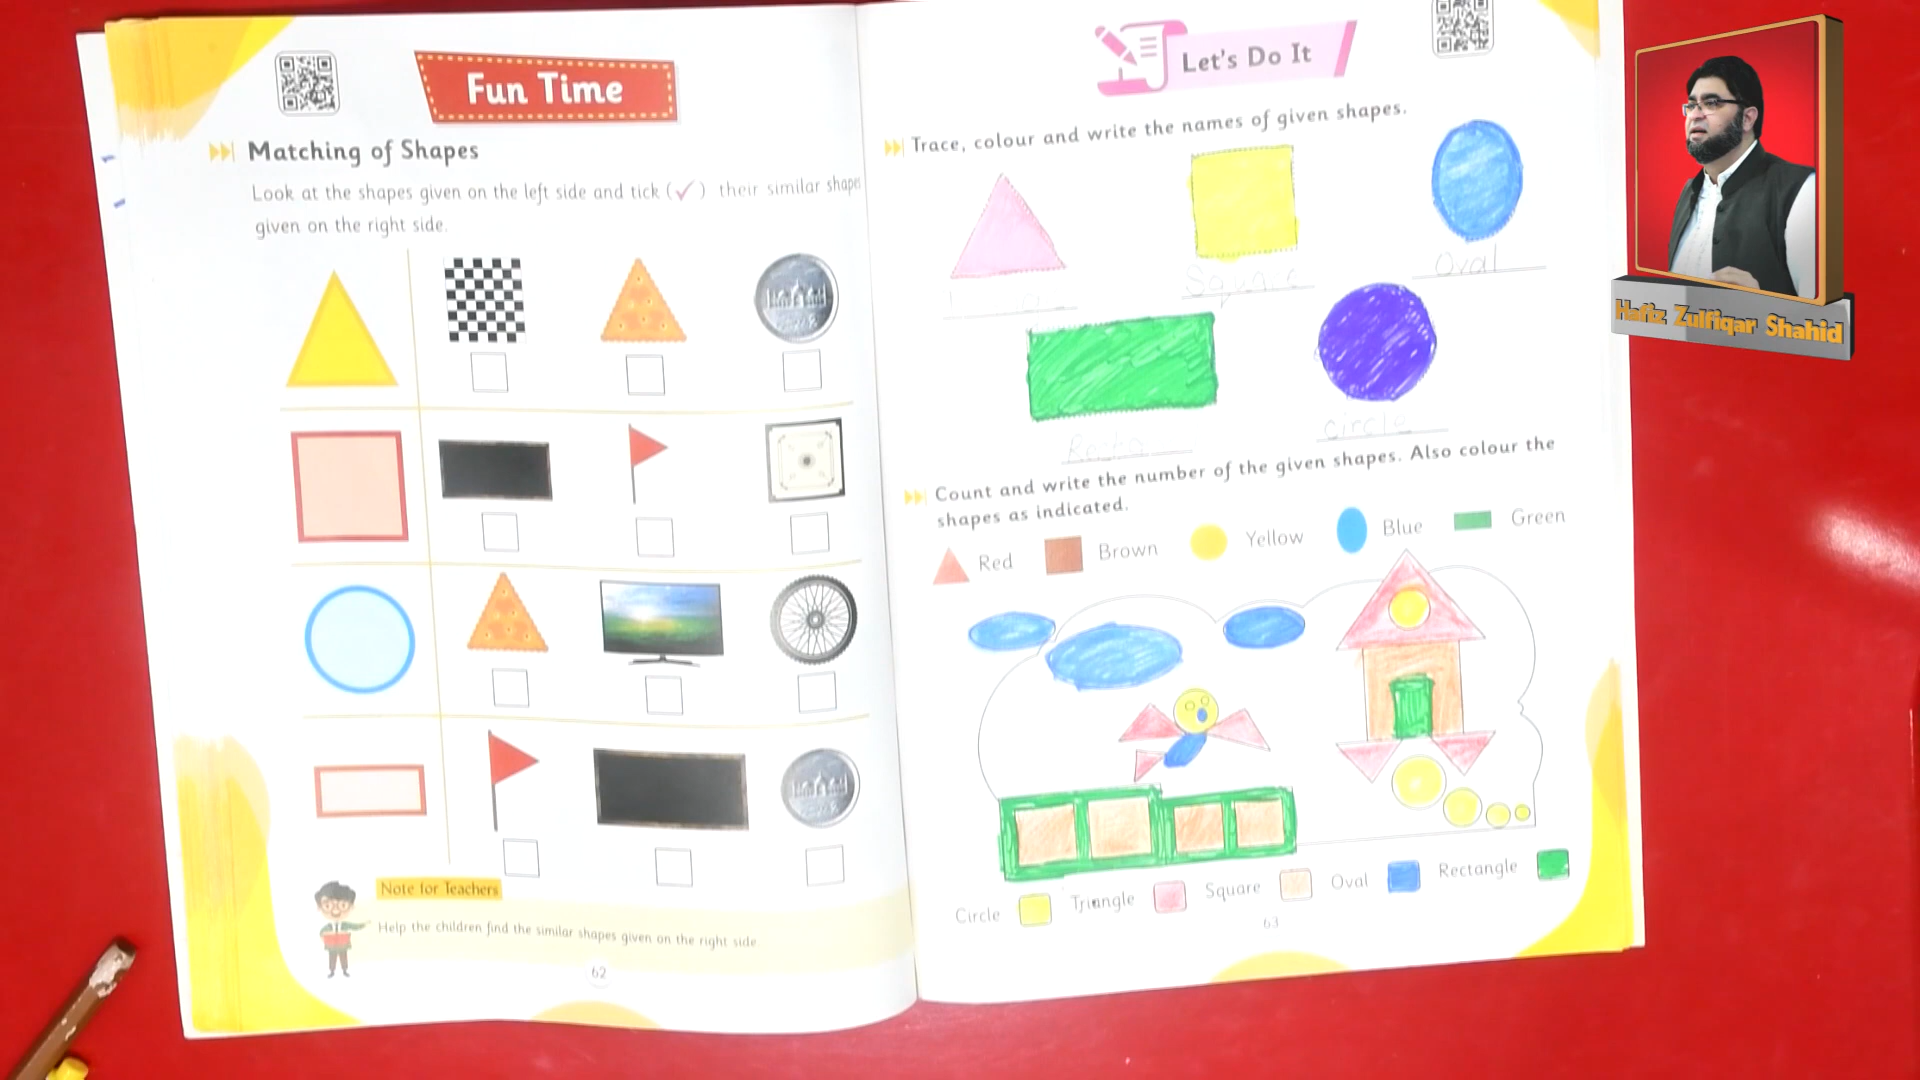 Fun Time
Matching of Shapes
Look at the shapes given on the left side and tick (✓) their similar shapes
given on the right side.
Note for Teachers
Help the children find the similar shapes given on the right side
62
Let's Do It
Trace, colour and write the names of given shapes.
Square
Oval
circle
Count and write the number of the given shapes. Also colour the
shapes as indicated.
Red
Brown
Yellow
Blue
Green
Circle
Triangle
Square
Oval
Rectangle
63
Hafiz Zulfiqar Shahid